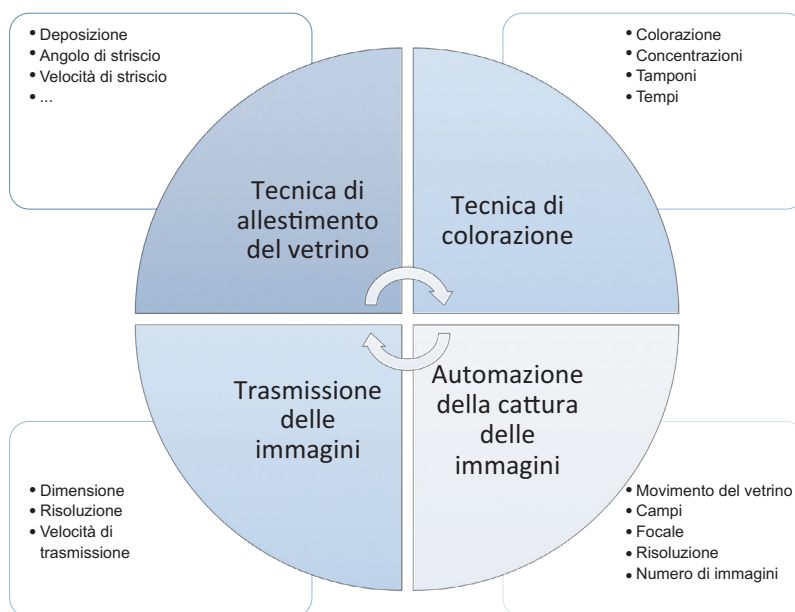 • Deposizione
• Angolo di striscio
• Velocità di striscio
• ...
• Colorazione
• Concentrazioni
• Tamponi
• Tempi
Tecnica di
allestimento
del vetrino
Tecnica di
colorazione
Trasmissione
delle
immagini
Automazione
della cattura
delle
immagini
• Dimensione
• Risoluzione
• Velocità di
trasmissione
• Movimento del vetrino
• Campi
• Focale
• Risoluzione
• Numero di immagini